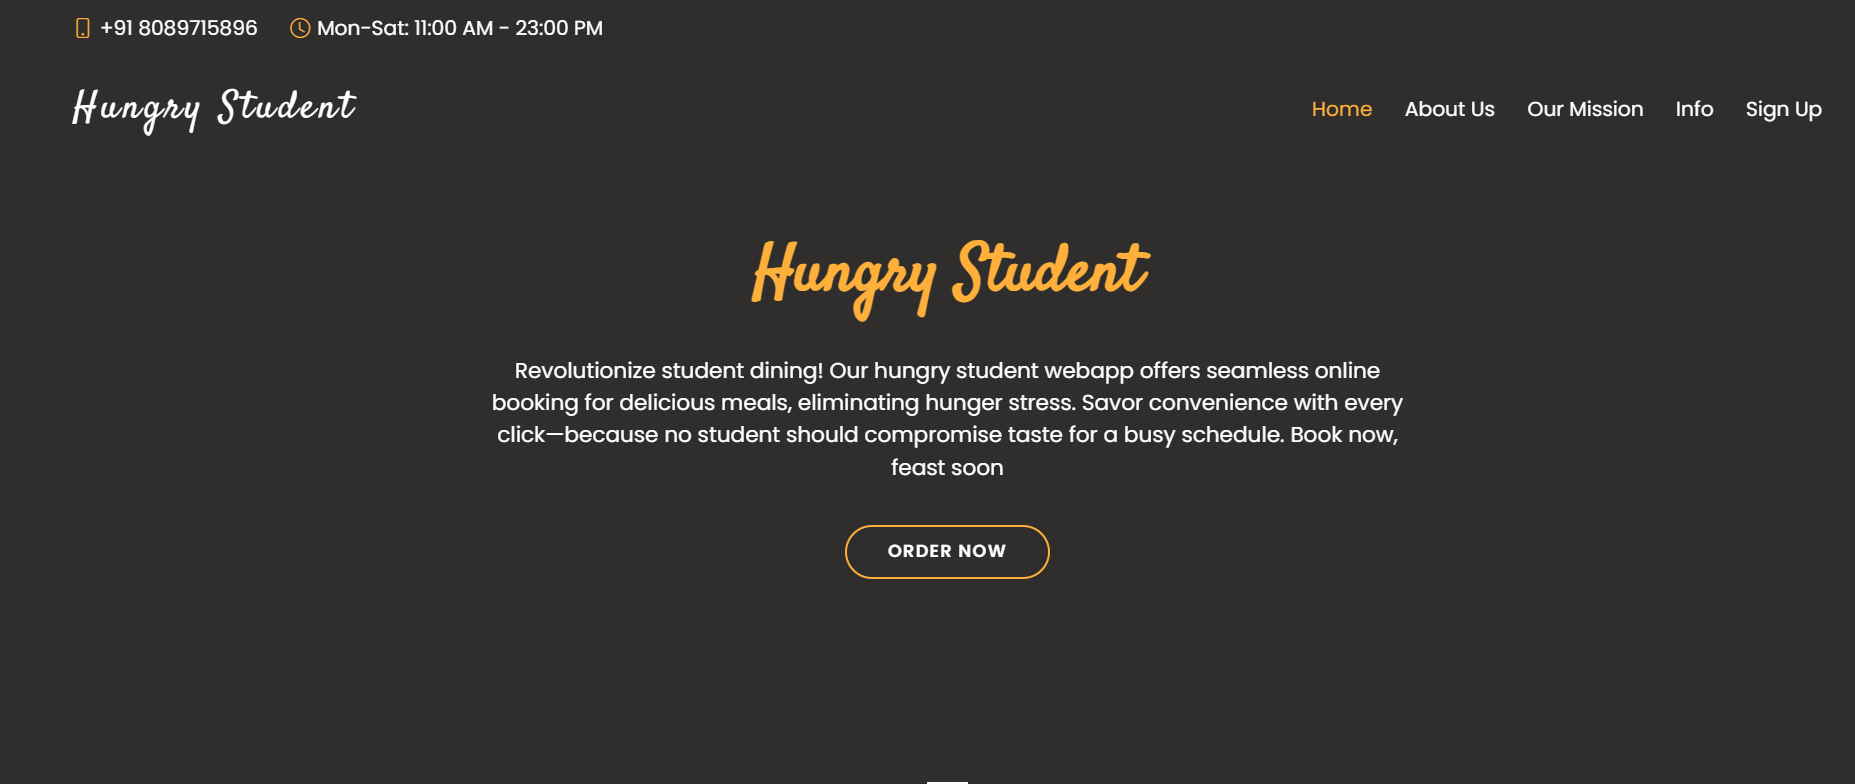 +91 8089715896 Mon-Sat: 11:00 AM - 23:00 PM
Hungry Student Home About Us Our Mission Info Sign Up
Hungry Student
Revolutionize student dining! Our hungry student webapp offers seamless online
booking for delicious meals, eliminating hunger stress. Savor convenience with every
click—because no student should compromise taste for a busy schedule. Book now,
feast soon
ORDER NOW